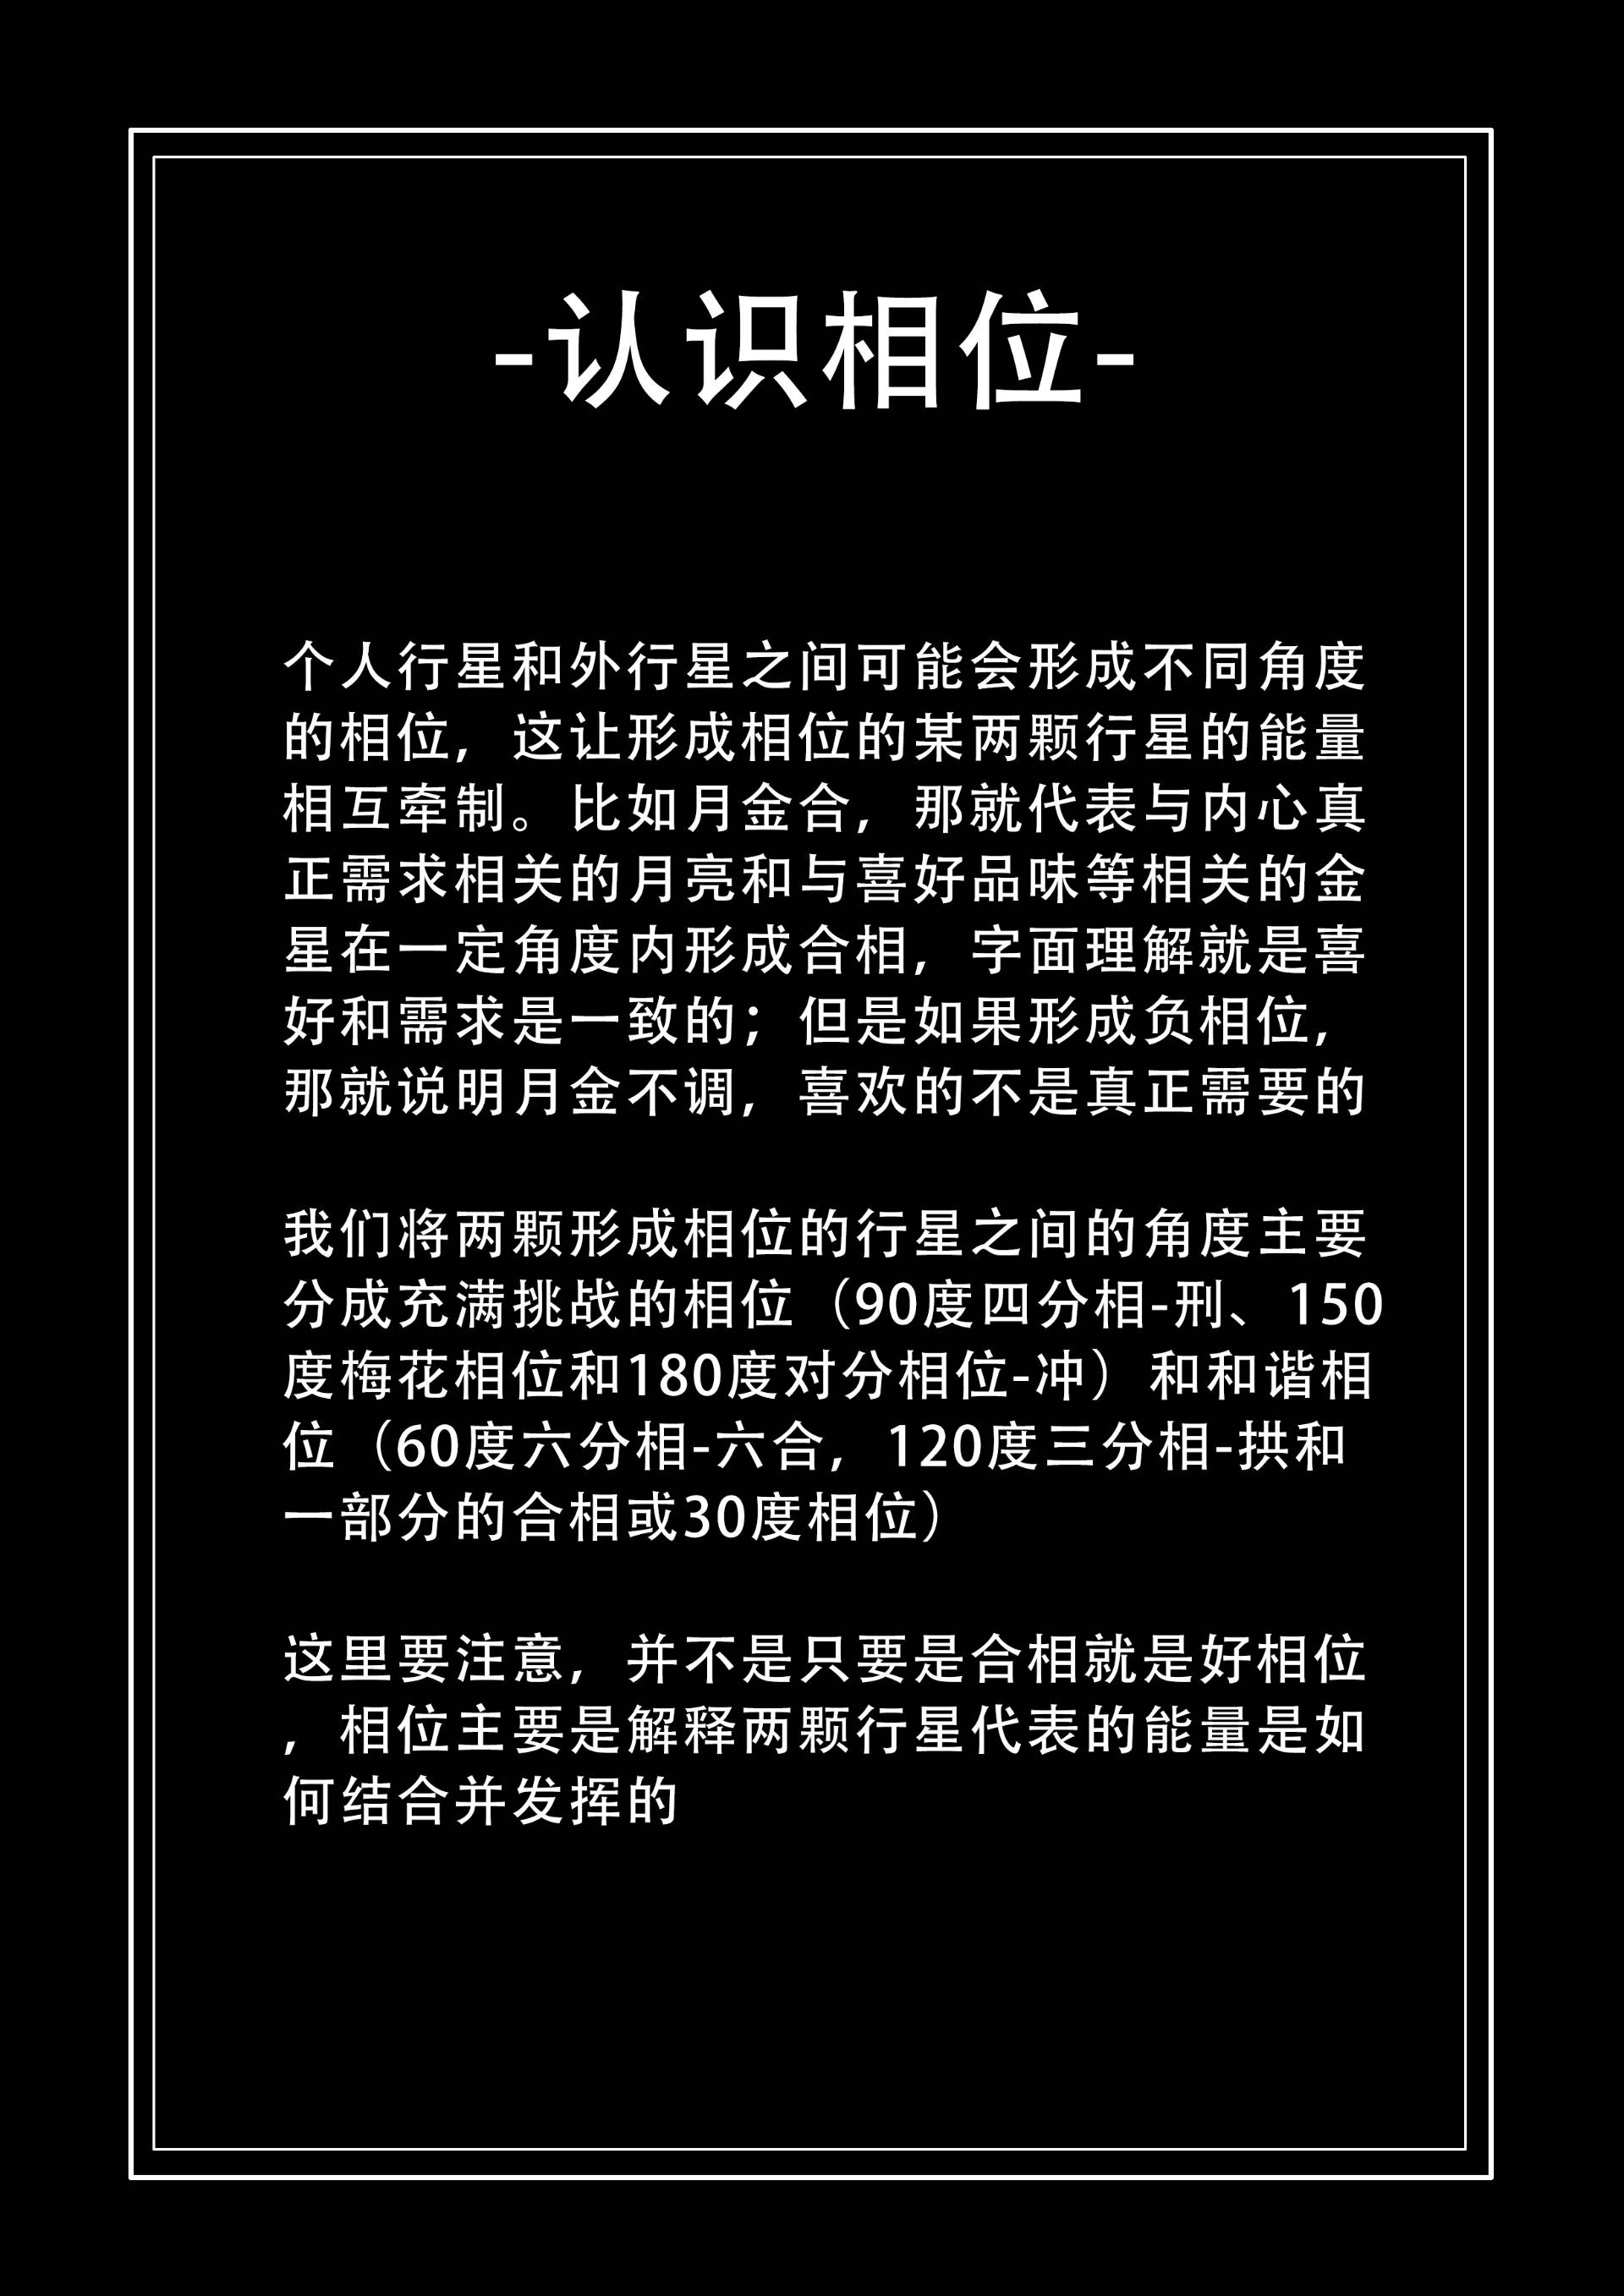 -认识相位-
个人行星和外行星之间可能会形成不同角度
的相位，这让形成相位的某两颗行星的能量
相互牵制。比如月金合，那就代表与内心真
正需求相关的月亮和与喜好品味等相关的金
星在一定角度内形成合相，字面理解就是喜
好和需求是一致的；但是如果形成负相位，
那就说明月金不调，喜欢的不是真正需要的
我们将两颗形成相位的行星之间的角度主要
分成充满挑战的相位（90度四分相-刑、150
度梅花相位和180度对分相位-冲）和和谐相
位（60度六分相-六合，120度三分相-拱和
一部分的合相或30度相位）
这里要注意，并不是只要是合相就是好相位
，相位主要是解释两颗行星代表的能量是如
何结合并发挥的